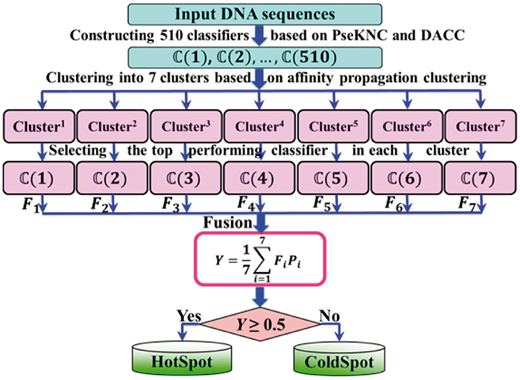 Input DNA sequences
Constructing 510 classifiers based on PseKNC and DACC
ℂ(1), ℂ(2), ..., ℂ(510)
Clustering into 7 clusters based on affinity propagation clustering
Cluster¹ Cluster² Cluster³ Cluster⁴ Cluster⁵ Cluster⁶ Cluster⁷
Selecting the top performing classifier in each cluster
ℂ(1) ℂ(2) ℂ(3) ℂ(4) ℂ(5) ℂ(6) ℂ(7)
F₁ F₂ F₃ F₄ F₅ F₆ F₇
Fusion
Y = 1/7 ∑_{i=1}^{7} FᵢPᵢ
Yes Y ≥ 0.5 No
HotSpot ColdSpot